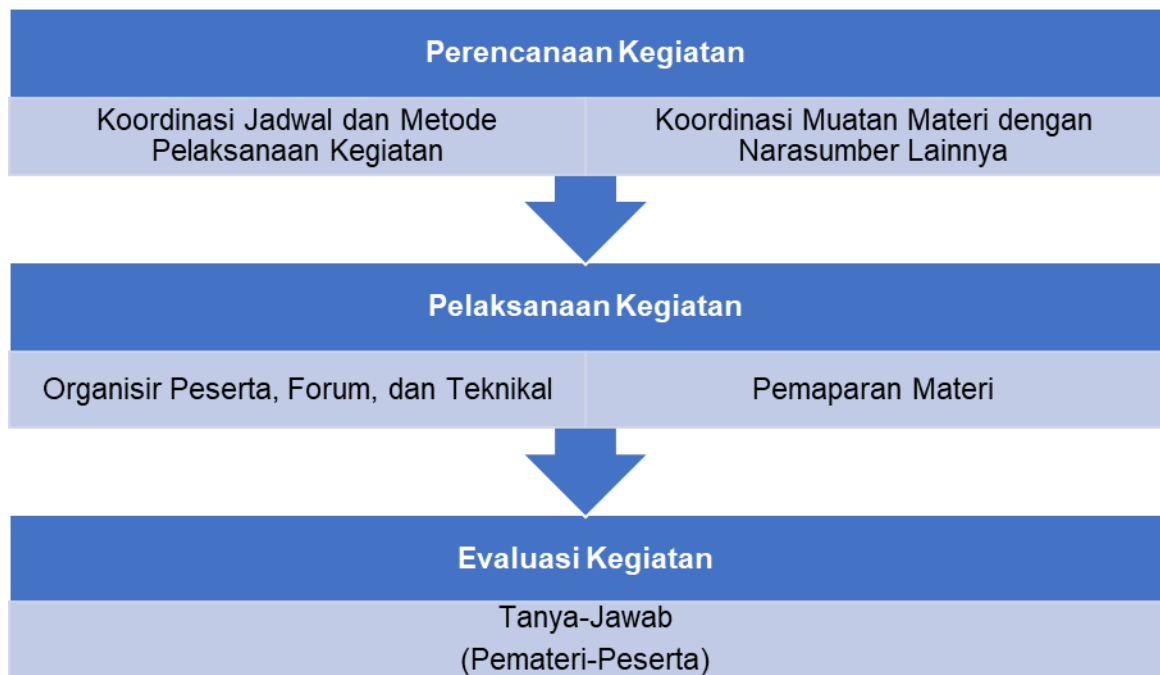 Perencanaan Kegiatan
Koordinasi Jadwal dan Metode
Pelaksanaan Kegiatan
Koordinasi Muatan Materi dengan
Narasumber Lainnya
Pelaksanaan Kegiatan
Organisir Peserta, Forum, dan Teknikal
Pemaparan Materi
Evaluasi Kegiatan
Tanya-Jawab
(Pemateri-Peserta)